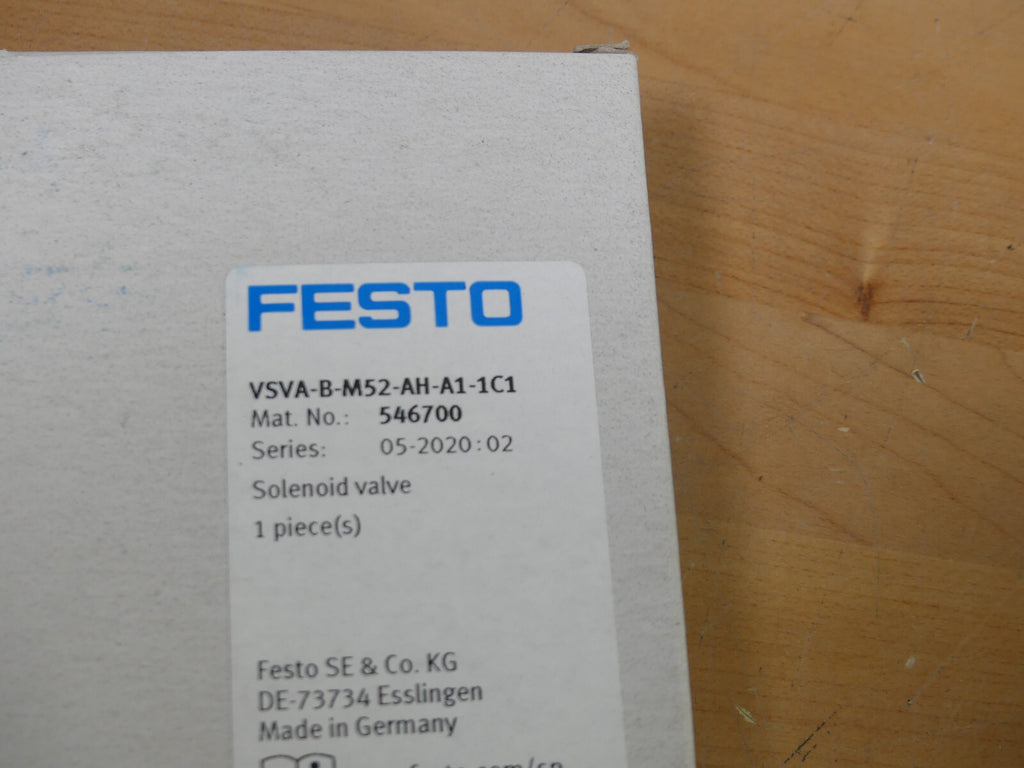 FESTO
VSVA-B-M52-AH-A1-1C1
Mat. No.: 546700
Series: 05-2020:02
Solenoid valve
1 piece(s)
Festo SE & Co. KG
DE-73734 Esslingen
Made in Germany